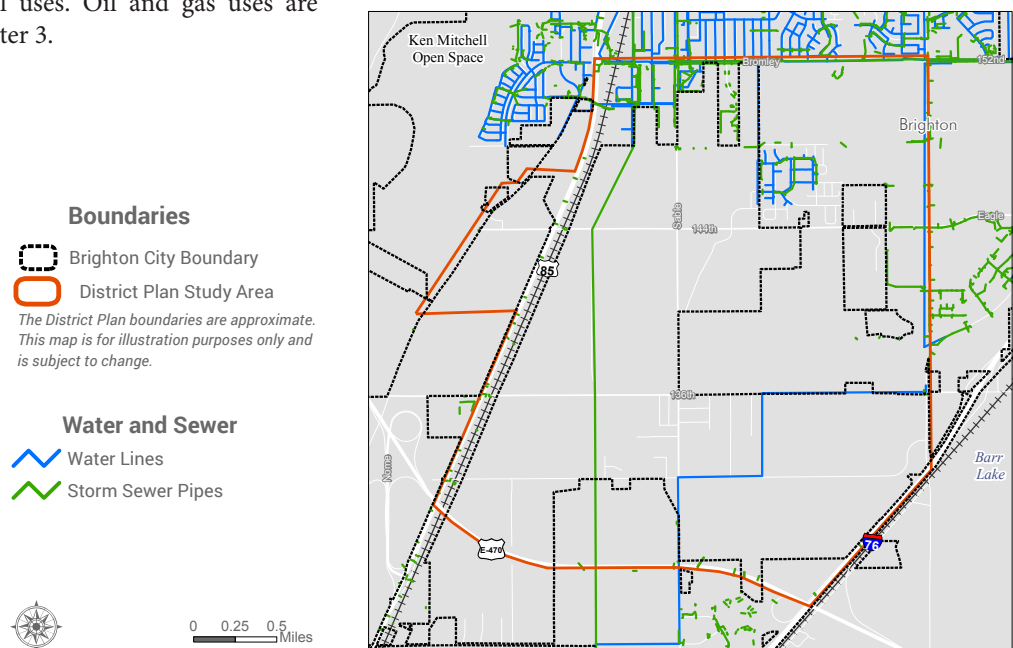 l uses. Oil and gas uses are
ter 3.
Boundaries
Brighton City Boundary
District Plan Study Area
The District Plan boundaries are approximate.
This map is for illustration purposes only and
is subject to change.
Water and Sewer
Water Lines
Storm Sewer Pipes
0 0.25 0.5
Miles
Ken Mitchell
Open Space
Bromley
152nd
Brighton
Sable
Eagle
144th
85
136th
Nome
Barr
Lake
E-470
76